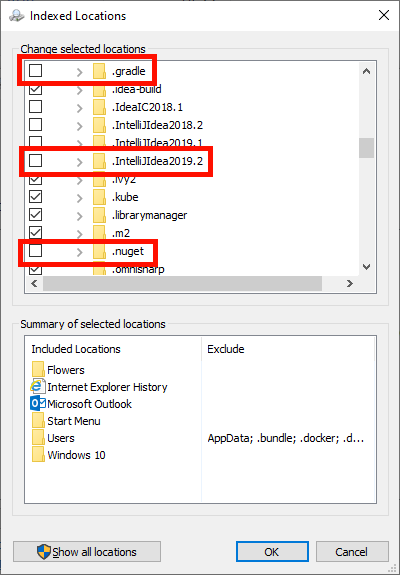 Indexed Locations
Change selected locations
.gradle
.idea-build
.IdeaIC2018.1
.IntelliJIdea2018.2
.IntelliJIdea2019.1
.IntelliJIdea2019.2
.ivy2
.kube
.librarymanager
.m2
.nuget
.omnisharp
Summary of selected locations
Included Locations Exclude
Flowers
Internet Explorer History
Microsoft Outlook
Start Menu
Users AppData; .bundle; .docker; .d...
Windows 10
Show all locations OK Cancel